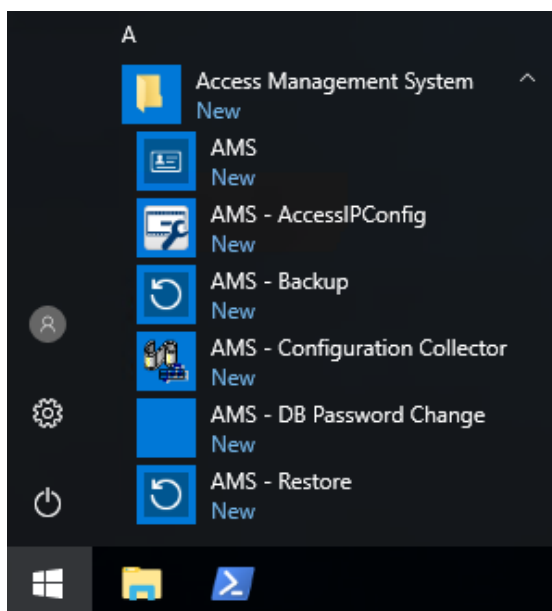 A
Access Management System
New
AMS
New
AMS - AccessIPConfig
New
AMS - Backup
New
AMS - Configuration Collector
New
AMS - DB Password Change
New
AMS - Restore
New